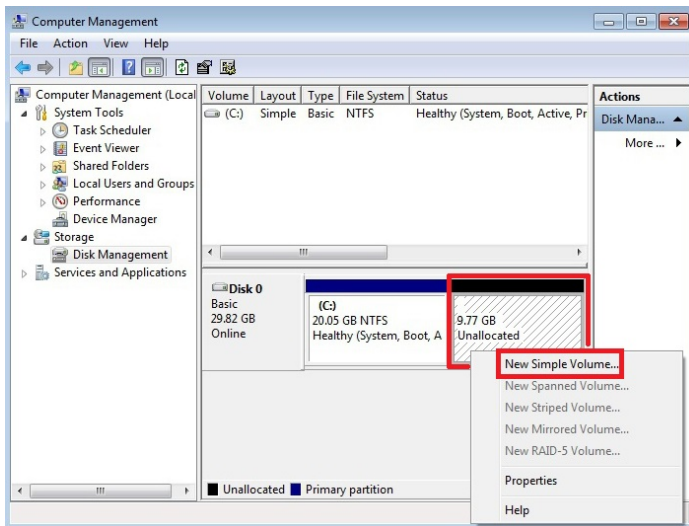 Computer Management
File Action View Help
Computer Management (Local
System Tools
Task Scheduler
Event Viewer
Shared Folders
Local Users and Groups
Performance
Device Manager
Storage
Disk Management
Services and Applications
Volume Layout Type File System Status
(C:) Simple Basic NTFS Healthy (System, Boot, Active, Pr
Disk 0
Basic
29.82 GB
Online
(C:)
20.05 GB NTFS
Healthy (System, Boot, A
9.77 GB
Unallocated
New Simple Volume...
New Spanned Volume...
New Striped Volume...
New Mirrored Volume...
New RAID-5 Volume...
Properties
Help
Unallocated Primary partition
Actions
Disk Mana...
More ...